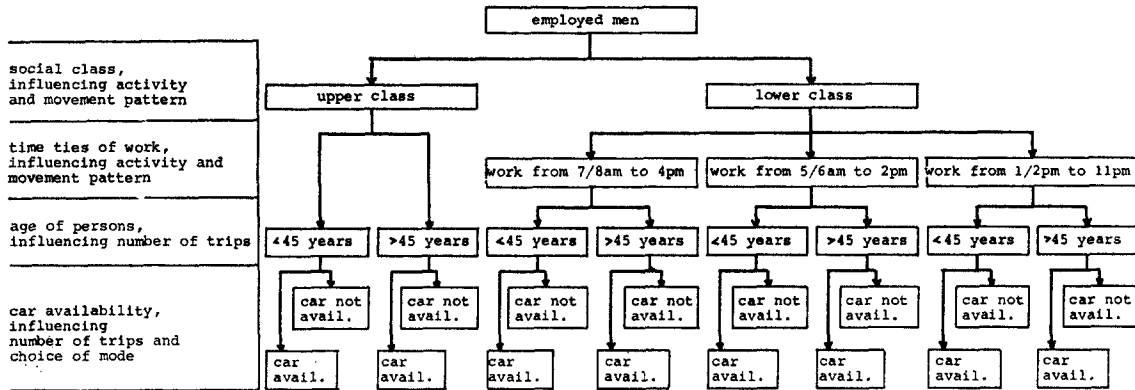 employed men
social class,
influencing activity
and movement pattern
upper class
lower class
time ties of work,
influencing activity and
movement pattern
work from 7/8am to 4pm
work from 5/6am to 2pm
work from 1/2pm to 11pm
age of persons,
influencing number of trips
<45 years
>45 years
<45 years
>45 years
<45 years
>45 years
<45 years
>45 years
car availability,
influencing
number of trips and
choice of mode
car not
avail.
car not
avail.
car not
avail.
car not
avail.
car not
avail.
car not
avail.
car not
avail.
car not
avail.
car
avail.
car
avail.
car
avail.
car
avail.
car
avail.
car
avail.
car
avail.
car
avail.